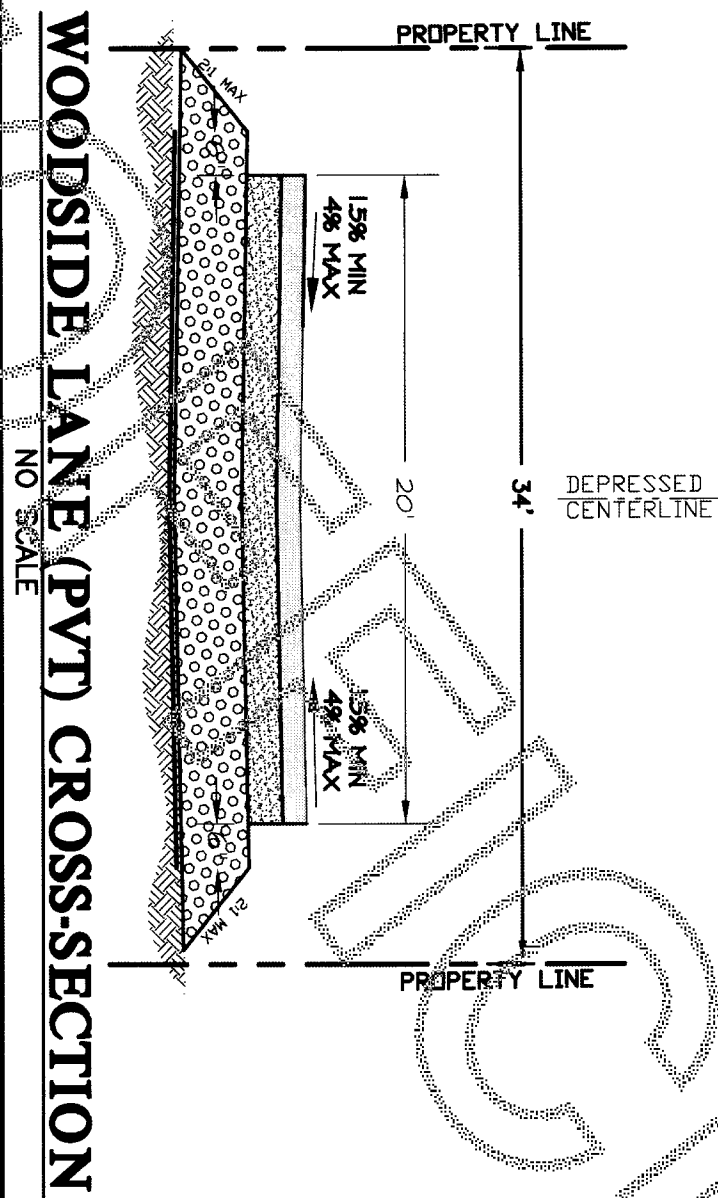 PROPERTY LINE
PROPERTY LINE
DEPRESSED
CENTERLINE
34'
20'
1.5% MIN
4% MAX
1.5% MIN
4% MAX
2:1 MAX
2:1 MAX
WOODSIDE LANE (PVT) CROSS-SECTION
NO SCALE